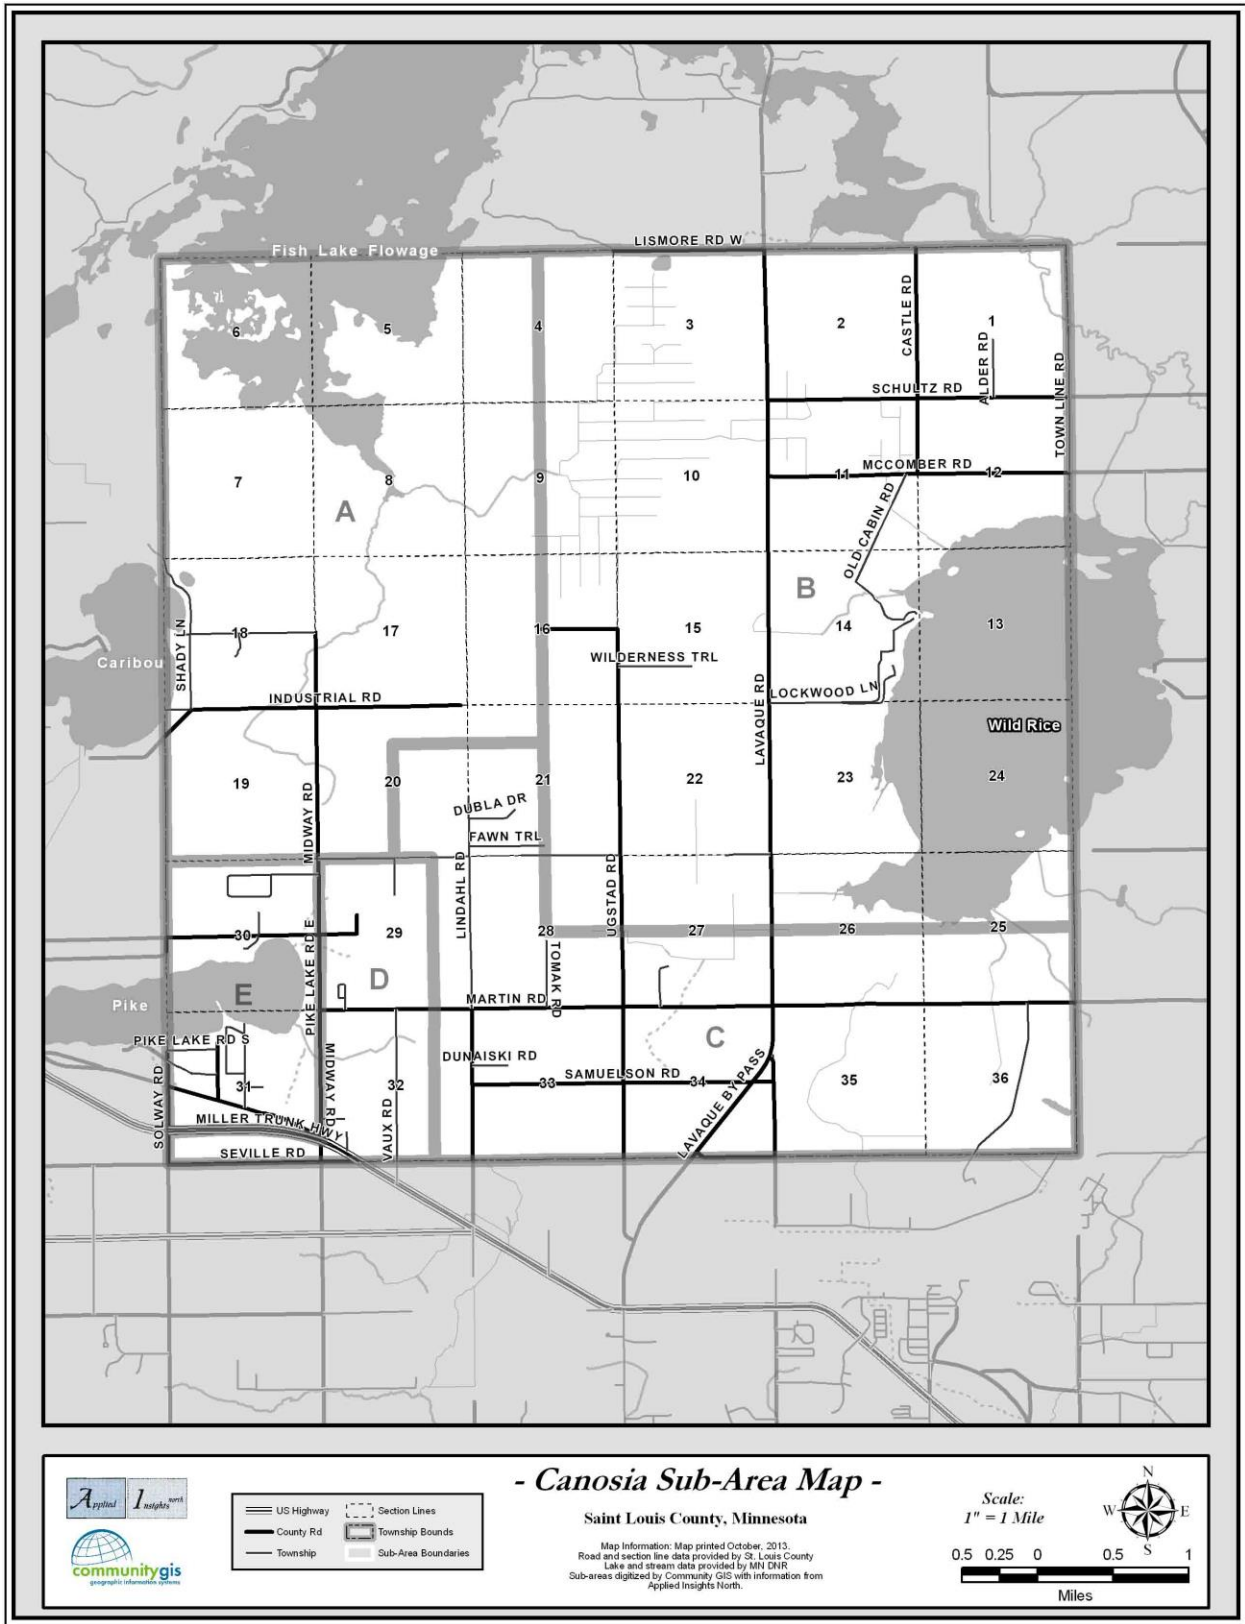 LISMORE RD W
Fish Lake Flowage
6
5
4
3
2
CASTLE RD
1
ALDER RD
TOWN LINE RD
SCHULTZ RD
7
8
9
10
11
MCCOMBER RD
12
A
OLD CABIN RD
B
SHADY LN
18
17
16
15
14
13
Caribou
WILDERNESS TRL
INDUSTRIAL RD
LAVAQUE RD
LOCKWOOD LN
Wild Rice
19
20
21
22
23
24
MIDWAY RD
DUBLA DR
FAWN TRL
LINDAHL RD
UGSTAD RD
30
29
28
27
26
25
PIKE LAKE RD E
TOMAK RD
D
E
Pike
MARTIN RD
C
PIKE LAKE RD S
DUNAISKI RD
SAMUELSON RD
31
32
33
34
35
36
SOLWAY RD
MIDWAY RD
VAUX RD
LAVAQUE BYPASS
MILLER TRUNK HWY
SEVILLE RD
Applied Insights north
communitygis
geographic information systems
US Highway
County Rd
Township
Section Lines
Township Bounds
Sub-Area Boundaries
- Canosia Sub-Area Map -
Saint Louis County, Minnesota
Map Information: Map printed October, 2013.
Road and section line data provided by St. Louis County
Lake and stream data provided by MN DNR
Sub-areas digitized by Community GIS with information from
Applied Insights North.
Scale:
1" = 1 Mile
N
W
E
S
0.5 0.25 0 0.5 1
Miles